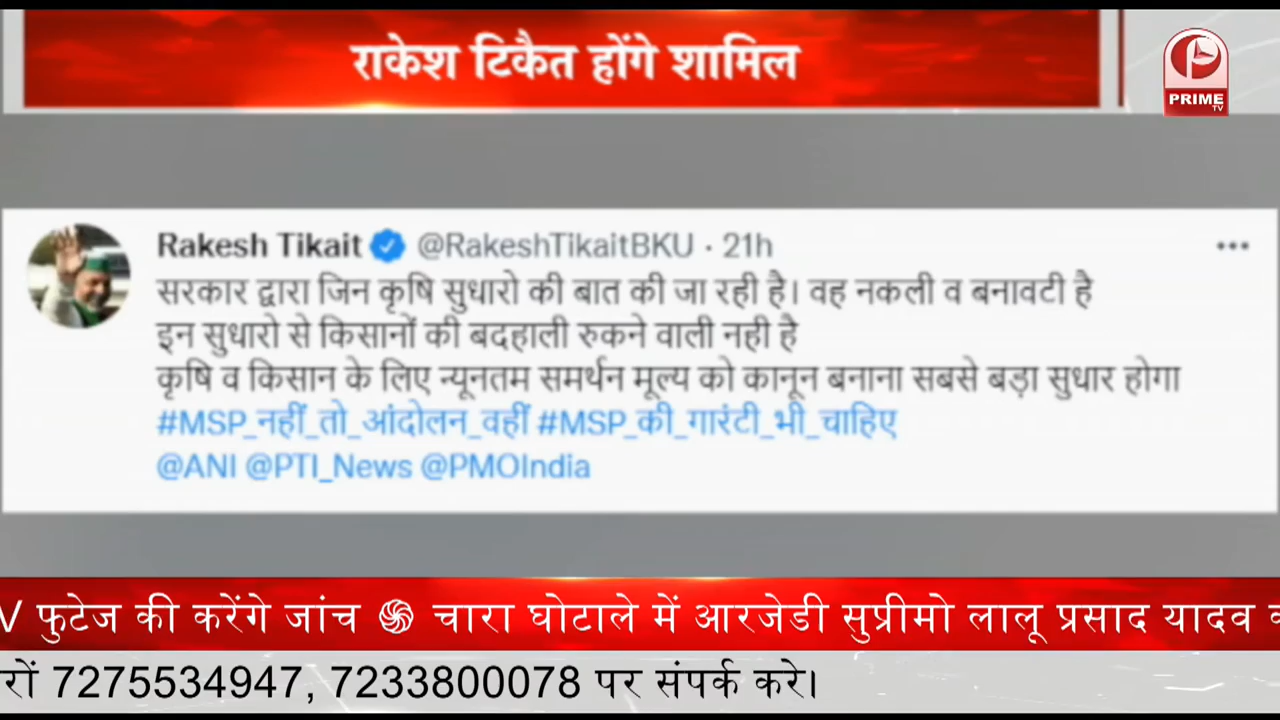 राकेश टिकैत होंगे शामिल
PRIME
TV
Rakesh Tikait @RakeshTikaitBKU · 21h
सरकार द्वारा जिन कृषि सुधारो की बात की जा रही है। वह नकली व बनावटी है
इन सुधारो से किसानों की बदहाली रुकने वाली नही है
कृषि व किसान के लिए न्यूनतम समर्थन मूल्य को कानून बनाना सबसे बड़ा सुधार होगा
#MSP_नहीं_तो_आंदोलन_वहीं #MSP_की_गारंटी_भी_चाहिए
@ANI @PTI_News @PMOIndia
V फुटेज की करेंगे जांच ֍ चारा घोटाले में आरजेडी सुप्रीमो लालू प्रसाद यादव
रों 7275534947, 7233800078 पर संपर्क करे।